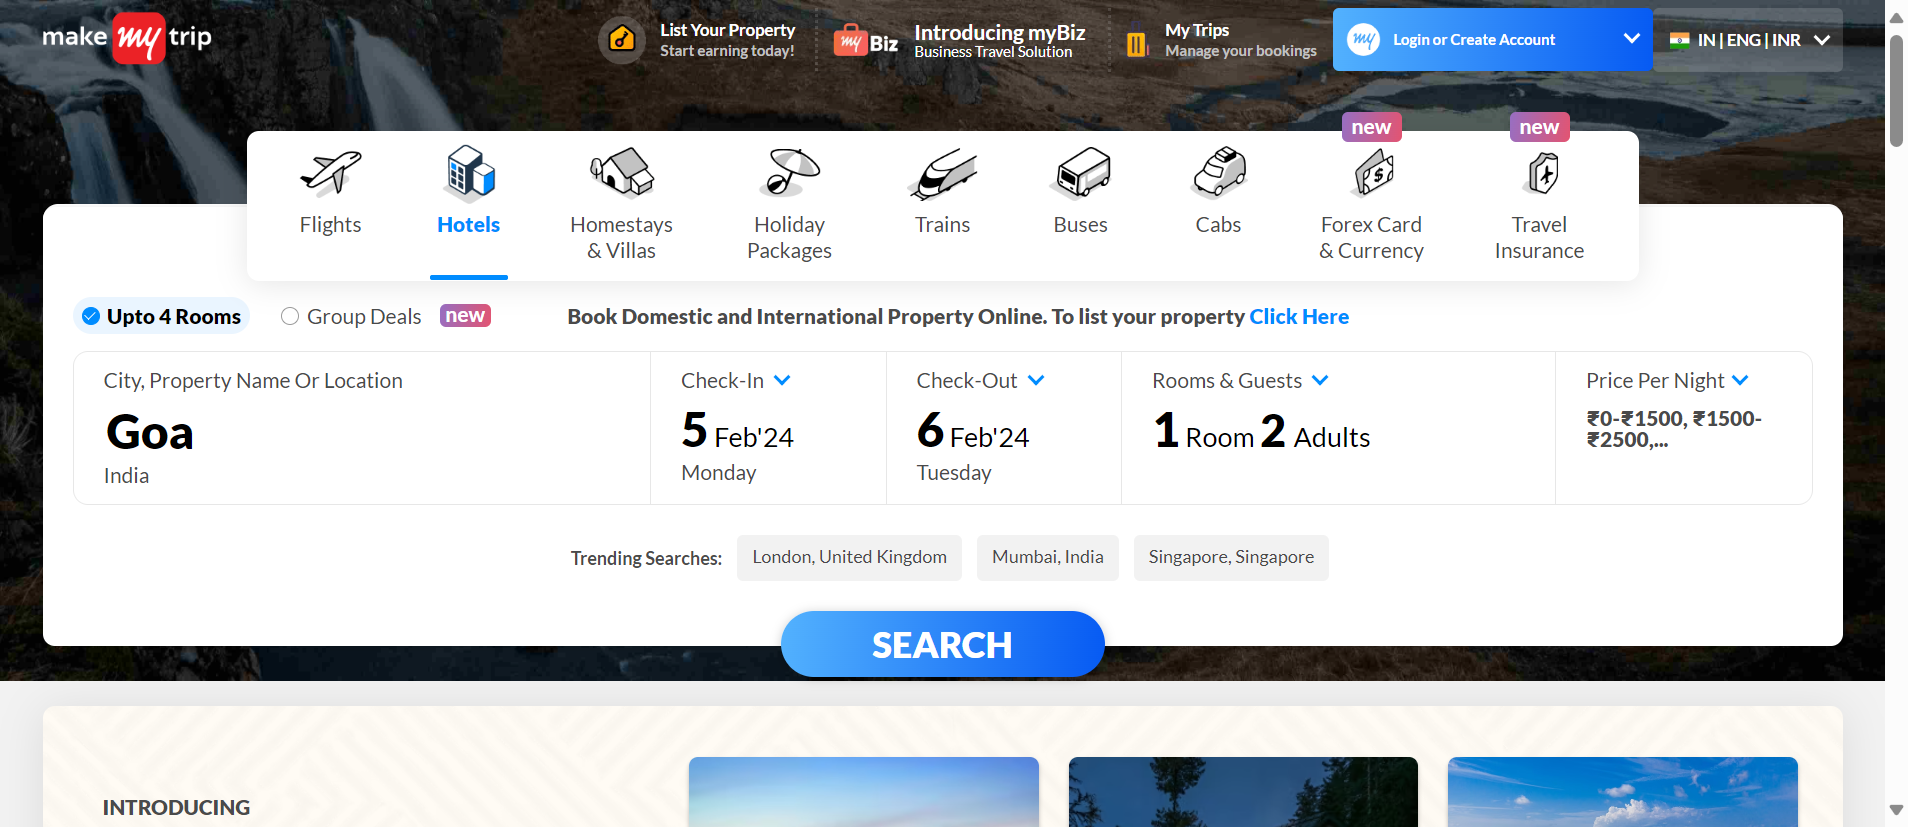 make my trip
List Your Property
Start earning today!
my Biz
Introducing myBiz
Business Travel Solution
My Trips
Manage your bookings
my Login or Create Account
IN | ENG | INR
new
new
Flights
Hotels
Homestays
& Villas
Holiday
Packages
Trains
Buses
Cabs
Forex Card
& Currency
Travel
Insurance
Upto 4 Rooms
Group Deals new
Book Domestic and International Property Online. To list your property Click Here
City, Property Name Or Location
Goa
India
Check-In
5 Feb'24
Monday
Check-Out
6 Feb'24
Tuesday
Rooms & Guests
1 Room 2 Adults
Price Per Night
₹0-₹1500, ₹1500-
₹2500,...
Trending Searches: London, United Kingdom Mumbai, India Singapore, Singapore
SEARCH
INTRODUCING